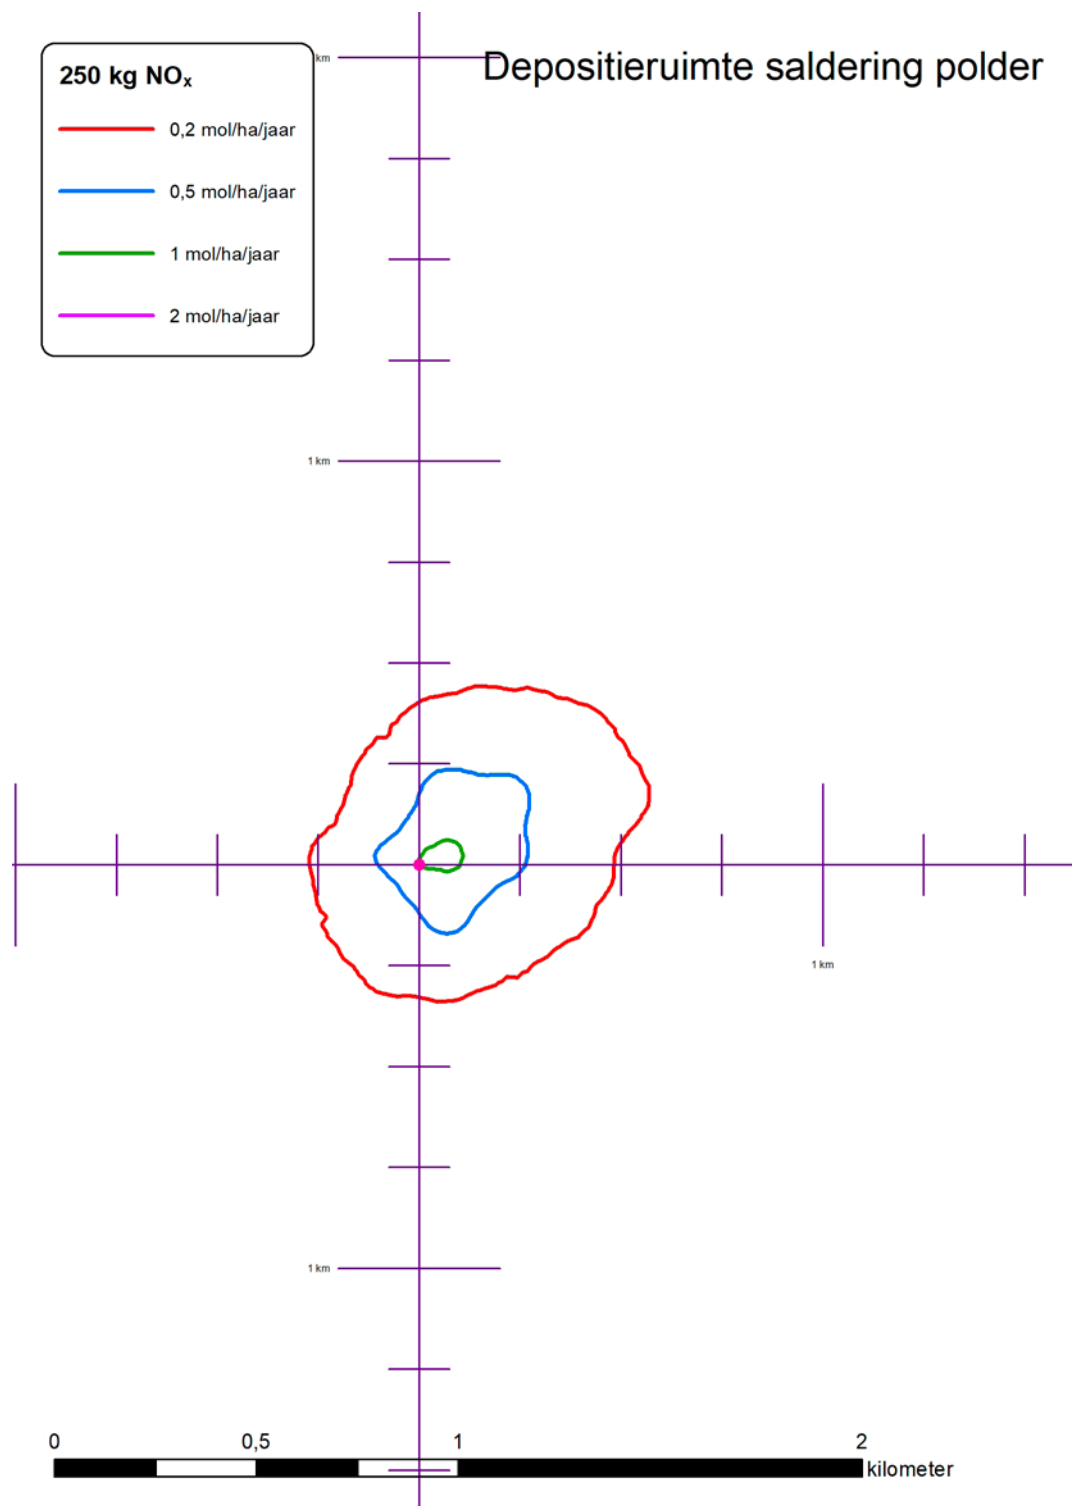 Depositieruimte saldering polder
250 kg NOₓ
0,2 mol/ha/jaar
0,5 mol/ha/jaar
1 mol/ha/jaar
2 mol/ha/jaar
km
1 km
1 km
1 km
0 0,5 1 2
kilometer